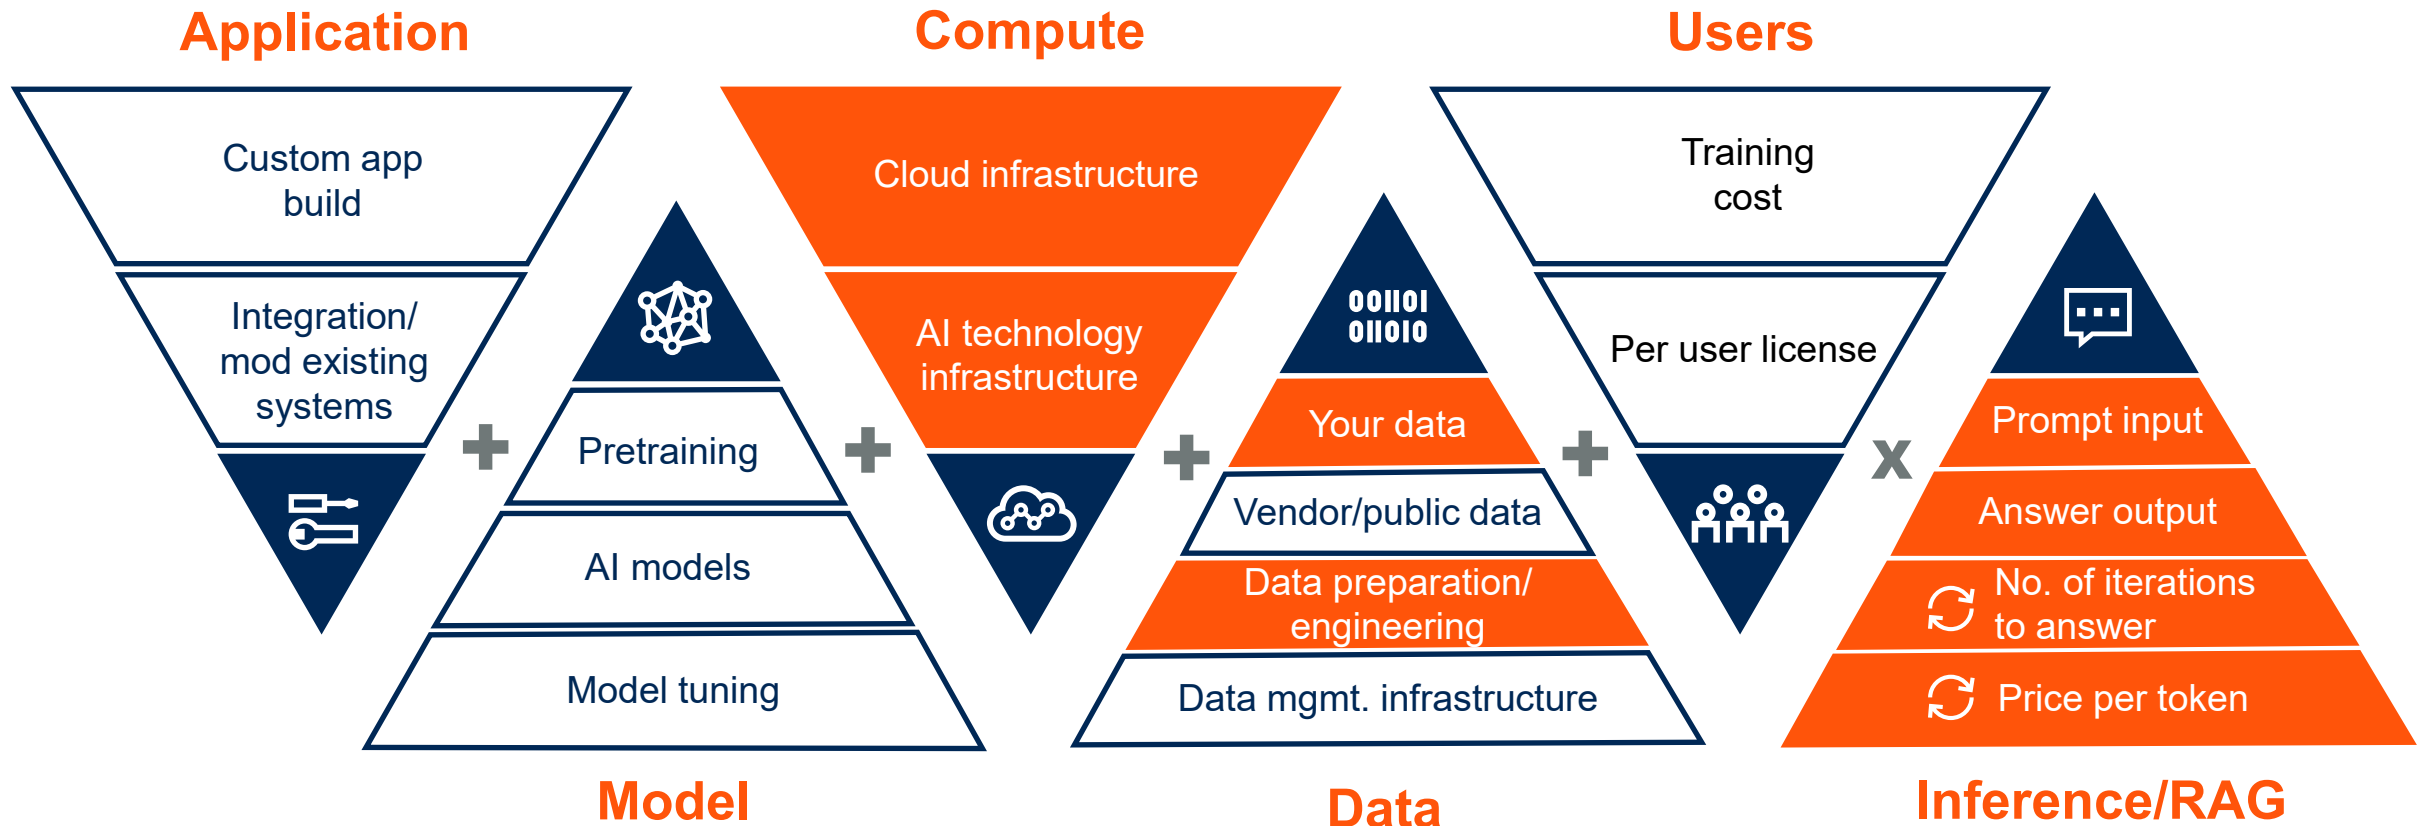 Application
Custom app
build
Integration/
mod existing
systems
+
Pretraining
AI models
Model tuning
Model
+
Compute
Cloud infrastructure
AI technology
infrastructure
+
001101
011010
Your data
Vendor/public data
Data preparation/
engineering
Data mgmt. infrastructure
Data
+
Users
Training
cost
Per user license
x
Prompt input
Answer output
No. of iterations
to answer
Price per token
Inference/RAG